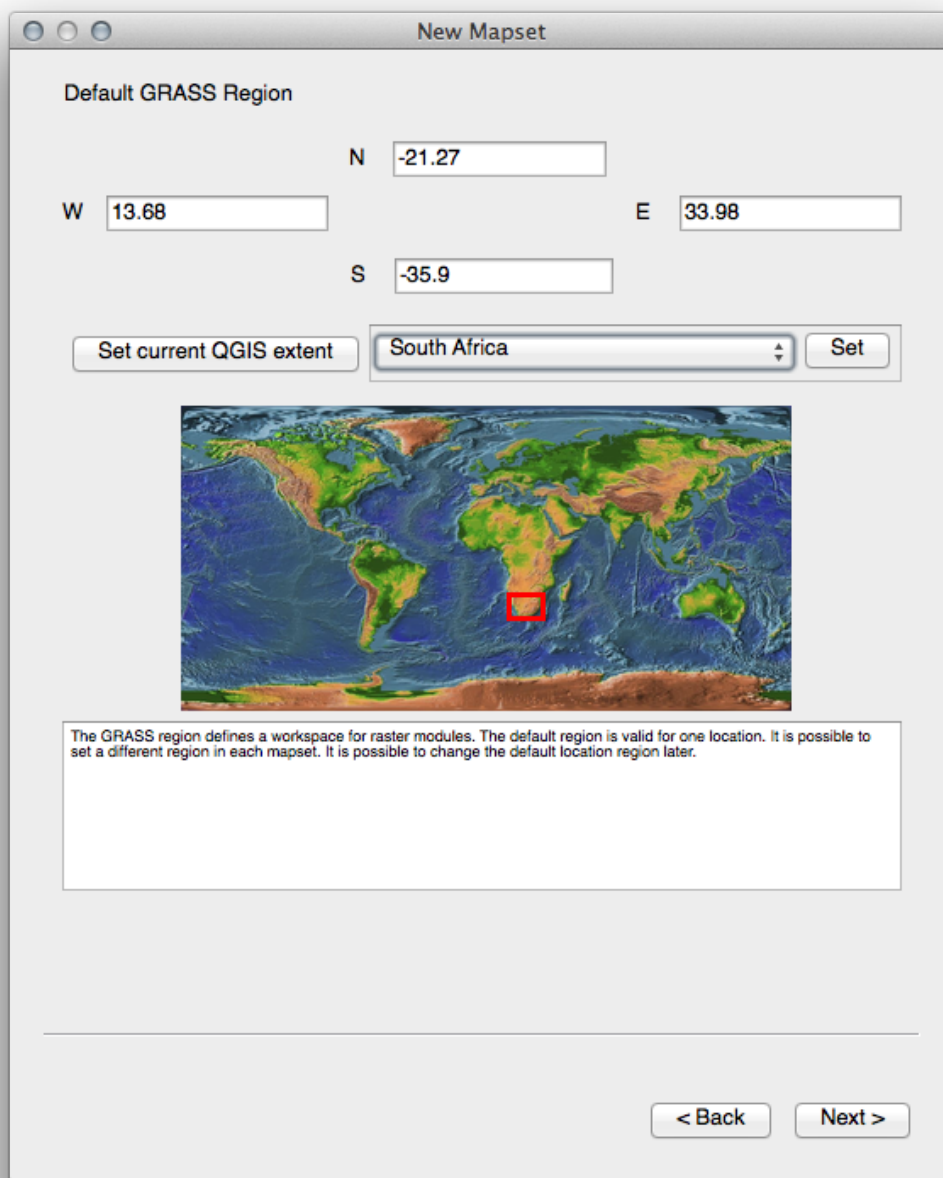 New Mapset
Default GRASS Region
N -21.27
W 13.68 E 33.98
S -35.9
Set current QGIS extent South Africa Set
The GRASS region defines a workspace for raster modules. The default region is valid for one location. It is possible to
set a different region in each mapset. It is possible to change the default location region later.
< Back Next >